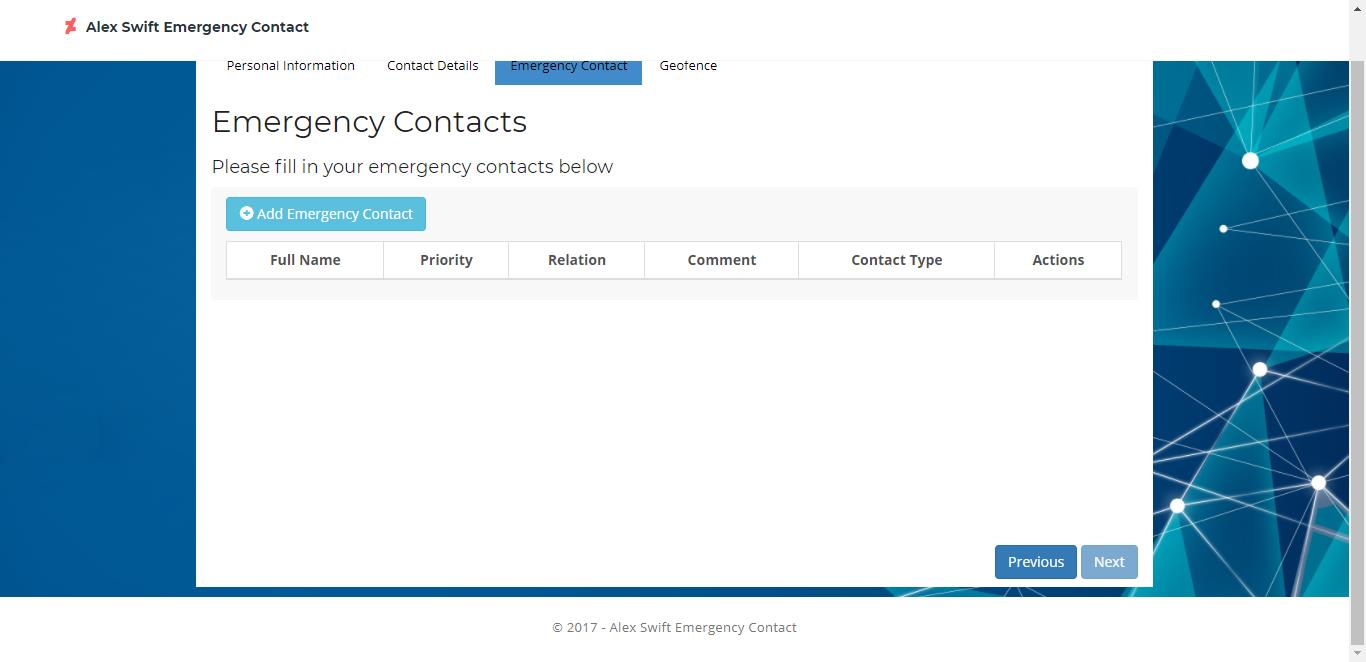 Alex Swift Emergency Contact
Personal Information Contact Details Emergency Contact Geofence
Emergency Contacts
Please fill in your emergency contacts below
Add Emergency Contact
Full Name Priority Relation Comment Contact Type Actions
Previous Next
© 2017 - Alex Swift Emergency Contact